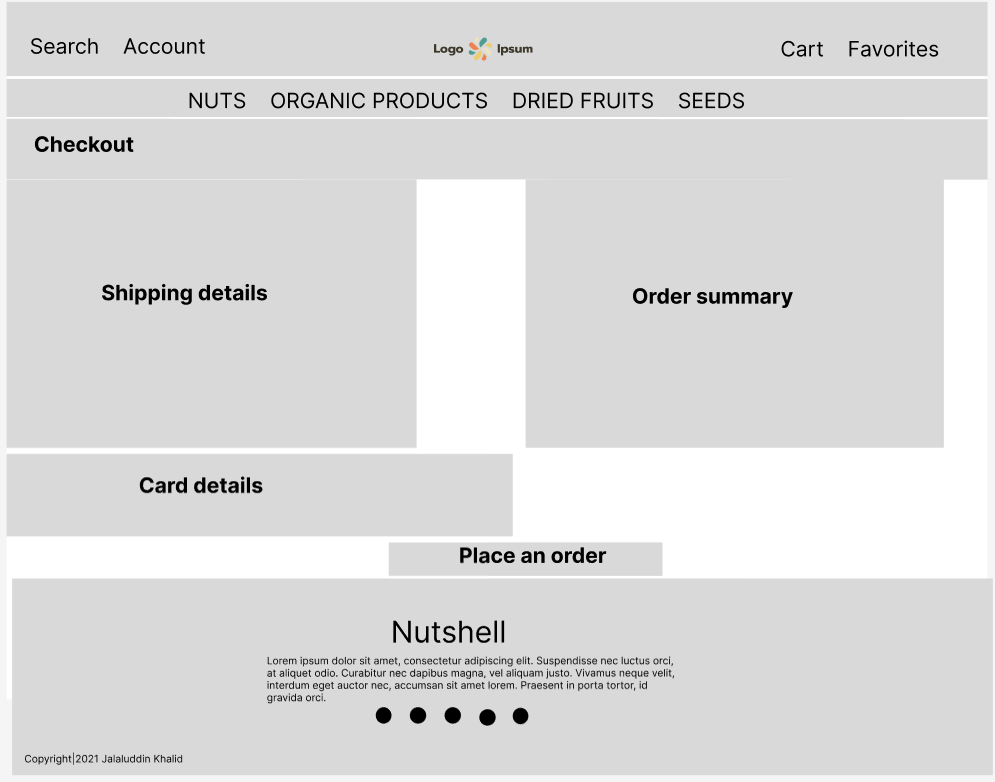 Search Account Logo Ipsum Cart Favorites
NUTS ORGANIC PRODUCTS DRIED FRUITS SEEDS
Checkout
Shipping details
Order summary
Card details
Place an order
Nutshell
Lorem ipsum dolor sit amet, consectetur adipiscing elit. Suspendisse nec luctus orci,
at aliquet odio. Curabitur nec dapibus magna, vel aliquam justo. Vivamus neque velit,
interdum eget auctor nec, accumsan sit amet lorem. Praesent in porta tortor, id
gravida orci.
Copyright|2021 Jalaluddin Khalid